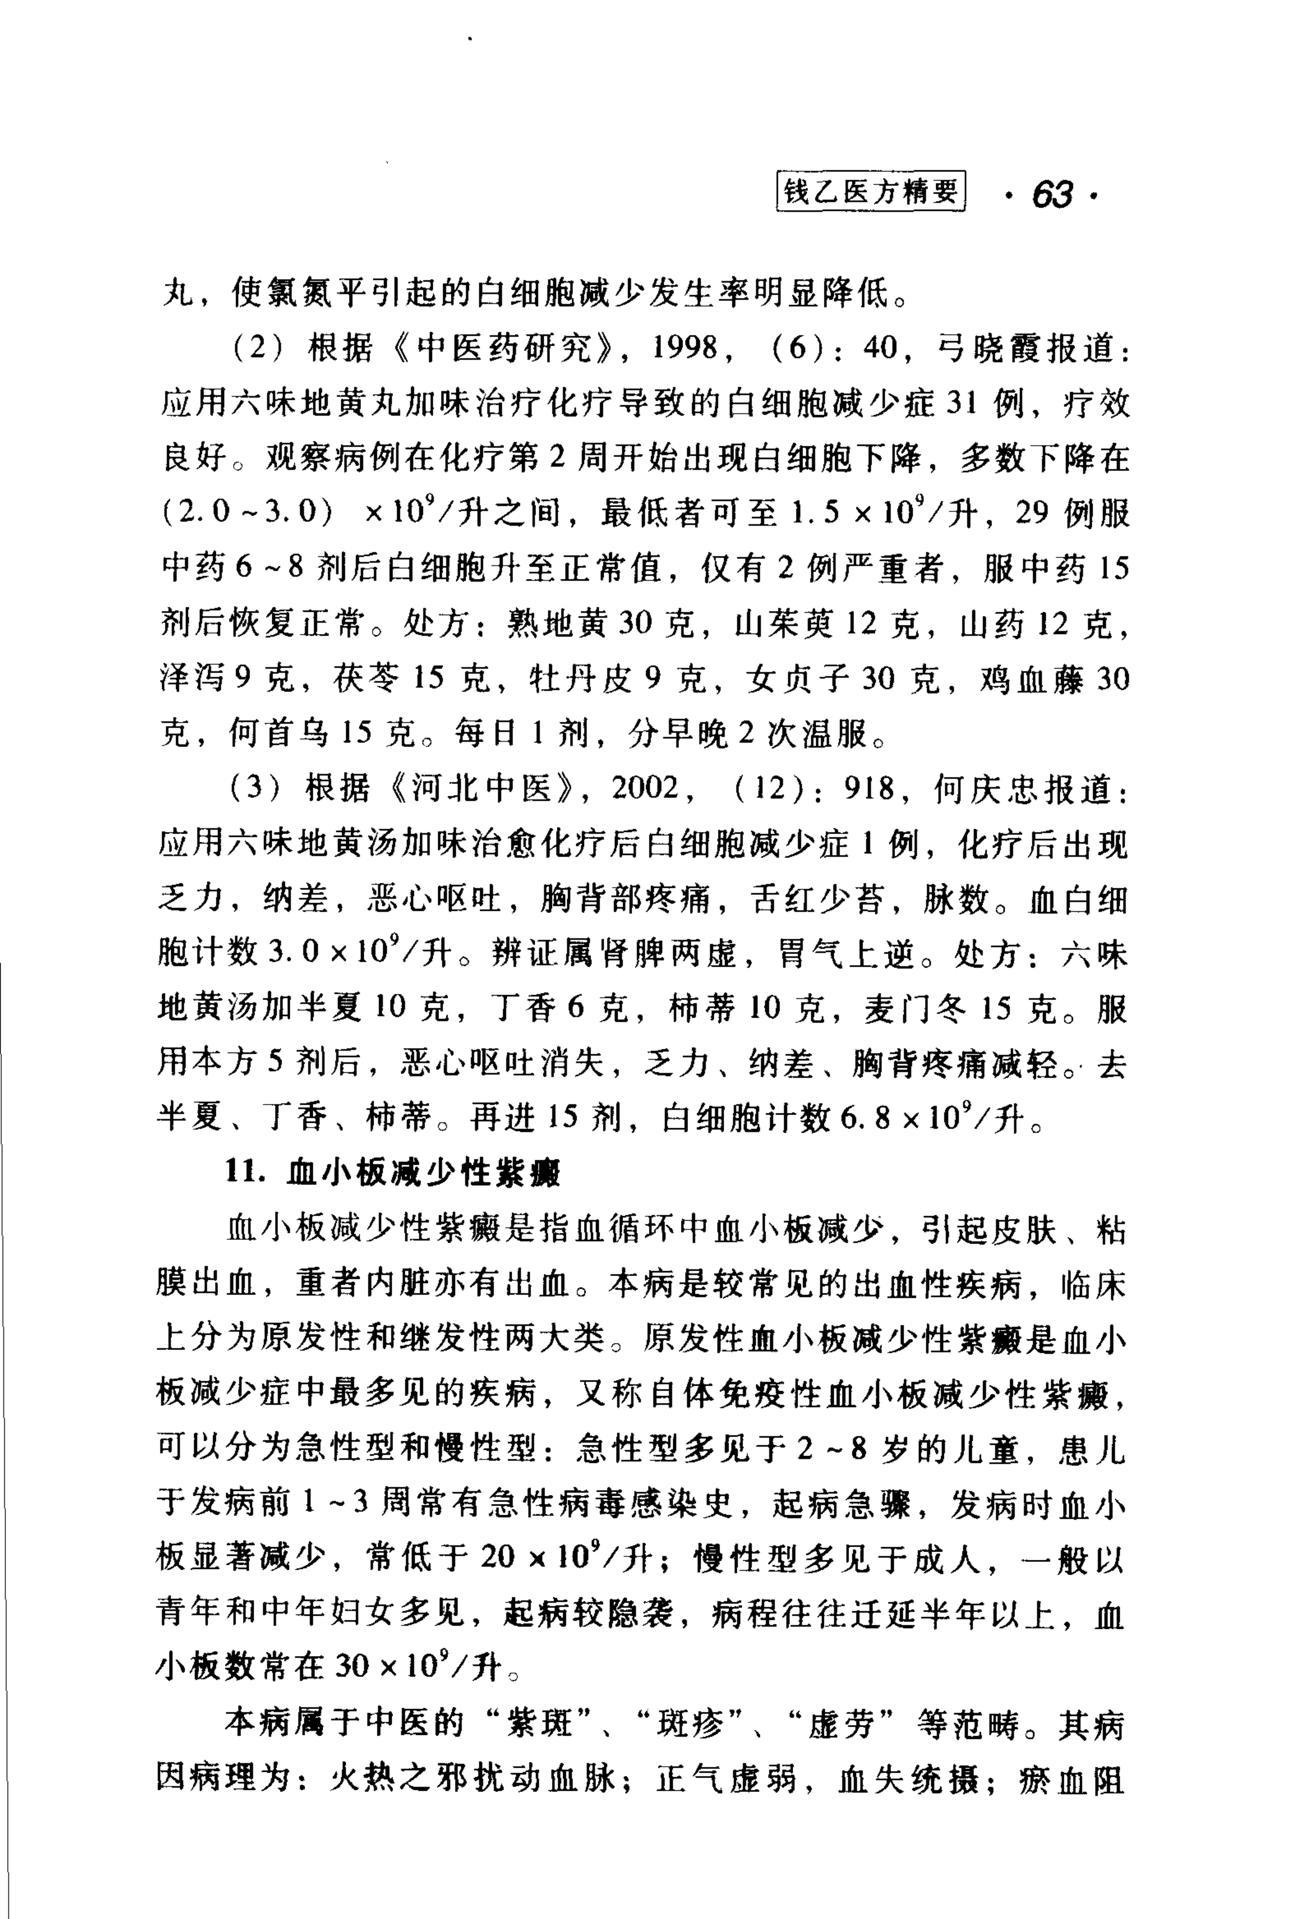 钱乙医方精要 ·63·
丸，使氯氮平引起的白细胞减少发生率明显降低。
(2) 根据《中医药研究》，1998，(6)：40，弓晓霞报道：
应用六味地黄丸加味治疗化疗导致的白细胞减少症 31 例，疗效
良好。观察病例在化疗第 2 周开始出现白细胞下降，多数下降在
(2.0~3.0) ×10⁹/升之间，最低者可至 1.5×10⁹/升，29 例服
中药 6~8 剂后白细胞升至正常值，仅有 2 例严重者，服中药 15
剂后恢复正常。处方：熟地黄 30 克，山茱萸 12 克，山药 12 克，
泽泻 9 克，茯苓 15 克，牡丹皮 9 克，女贞子 30 克，鸡血藤 30
克，何首乌 15 克。每日 1 剂，分早晚 2 次温服。
(3) 根据《河北中医》，2002，(12)：918，何庆忠报道：
应用六味地黄汤加味治愈化疗后白细胞减少症 1 例，化疗后出现
乏力，纳差，恶心呕吐，胸背部疼痛，舌红少苔，脉数。血白细
胞计数 3.0×10⁹/升。辨证属肾脾两虚，胃气上逆。处方：六味
地黄汤加半夏 10 克，丁香 6 克，柿蒂 10 克，麦门冬 15 克。服
用本方 5 剂后，恶心呕吐消失，乏力、纳差、胸背疼痛减轻。去
半夏、丁香、柿蒂。再进 15 剂，白细胞计数 6.8×10⁹/升。
11. 血小板减少性紫癜
血小板减少性紫癜是指血循环中血小板减少，引起皮肤、粘
膜出血，重者内脏亦有出血。本病是较常见的出血性疾病，临床
上分为原发性和继发性两大类。原发性血小板减少性紫癜是血小
板减少症中最多见的疾病，又称自体免疫性血小板减少性紫癜，
可以分为急性型和慢性型：急性型多见于 2~8 岁的儿童，患儿
于发病前 1~3 周常有急性病毒感染史，起病急骤，发病时血小
板显著减少，常低于 20×10⁹/升；慢性型多见于成人，一般以
青年和中年妇女多见，起病较隐袭，病程往往迁延半年以上，血
小板数常在 30×10⁹/升。
本病属于中医的“紫斑”、“斑疹”、“虚劳”等范畴。其病
因病理为：火热之邪扰动血脉；正气虚弱，血失统摄；瘀血阻